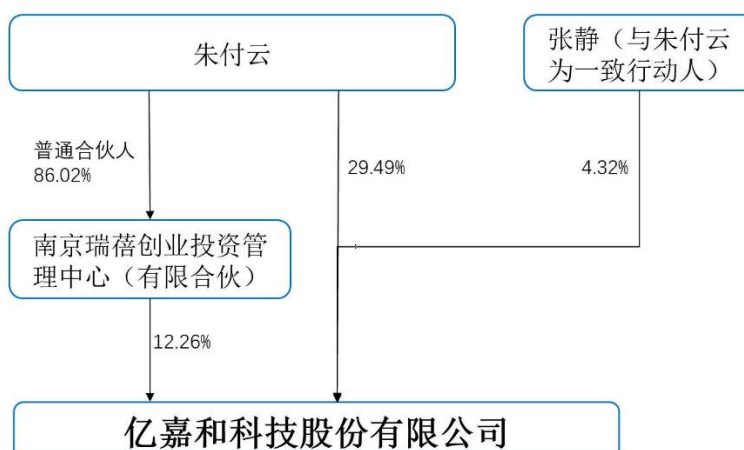 朱付云
张静（与朱付云
为一致行动人）
普通合伙人
86.02%
29.49%
4.32%
南京瑞蓓创业投资管
理中心（有限合伙）
12.26%
亿嘉和科技股份有限公司